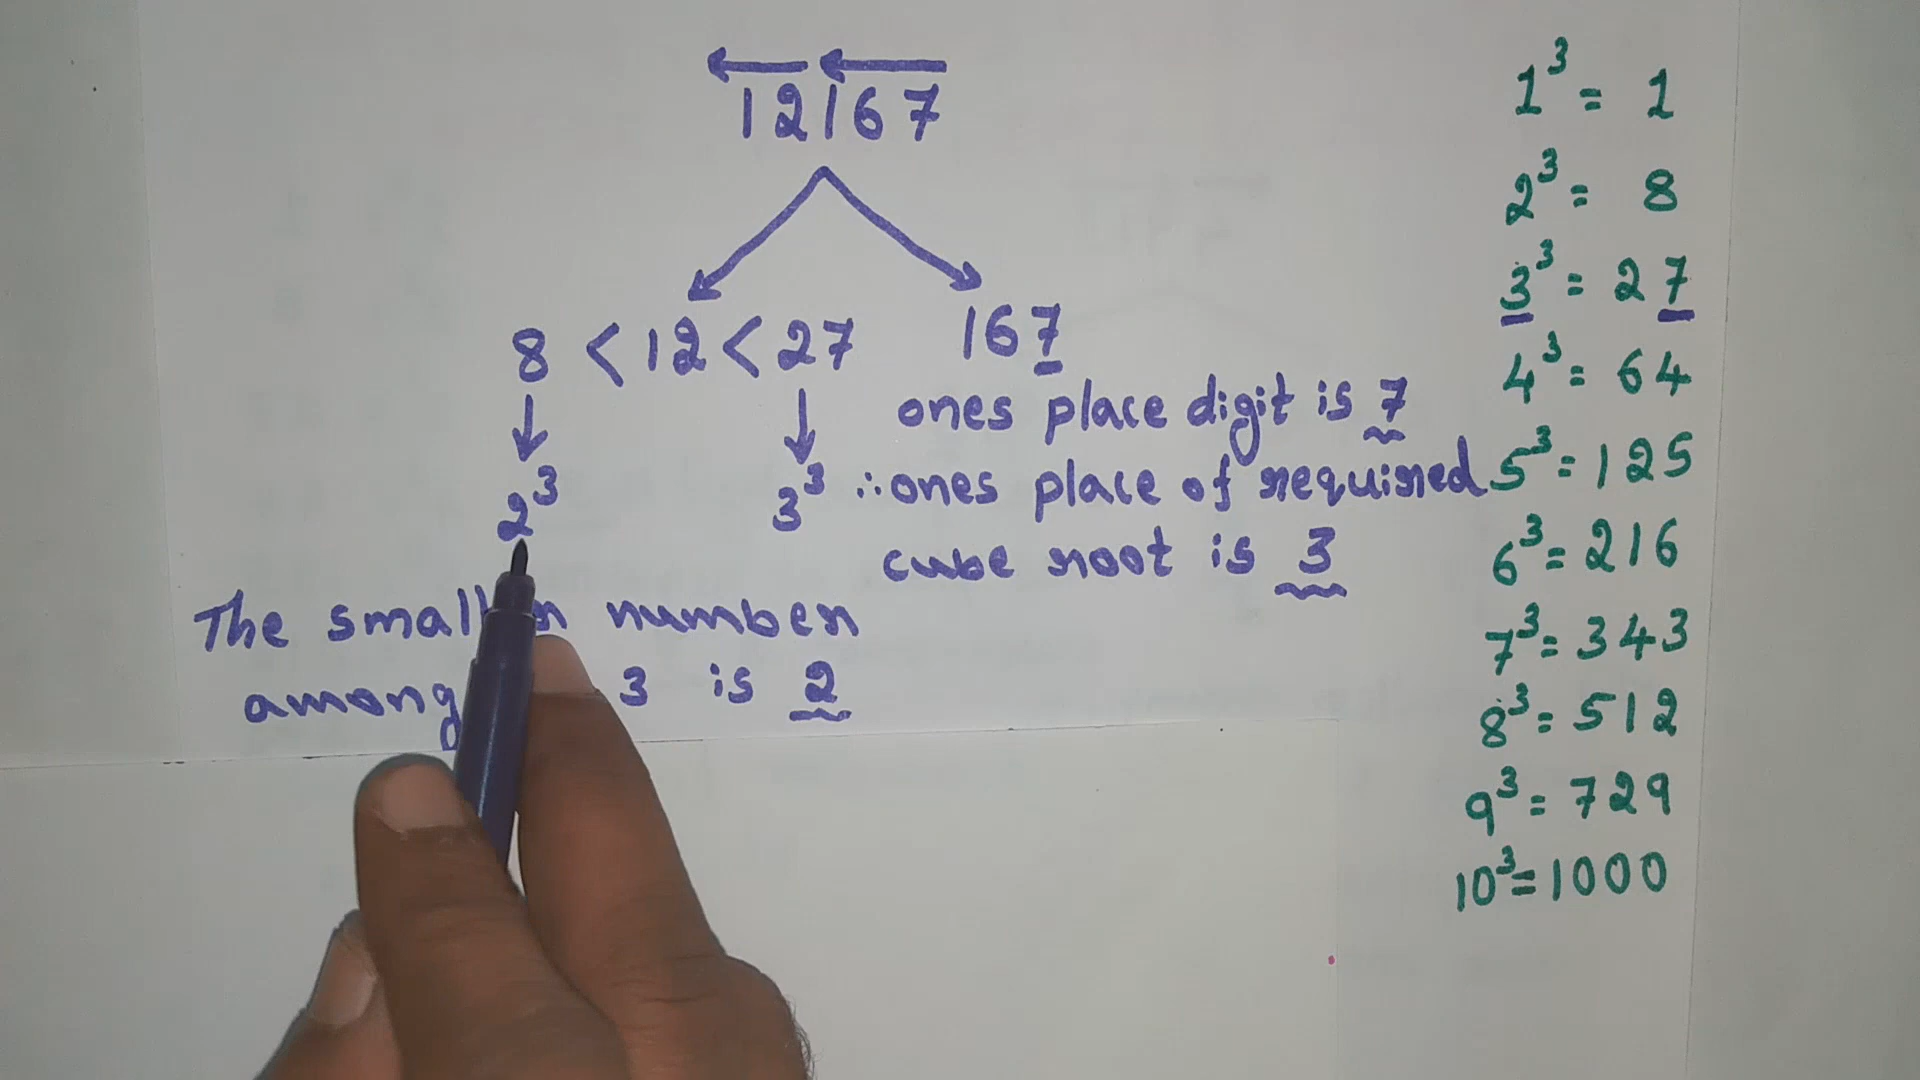 12167
8 < 12 < 27
167
2³
3³
ones place digit is 7
∴ ones place of required
cube root is 3
The number
among 3 is 2
1³ = 1
2³ = 8
3³ = 27
4³ = 64
5³ = 125
6³ = 216
7³ = 343
8³ = 512
9³ = 729
10³ = 1000